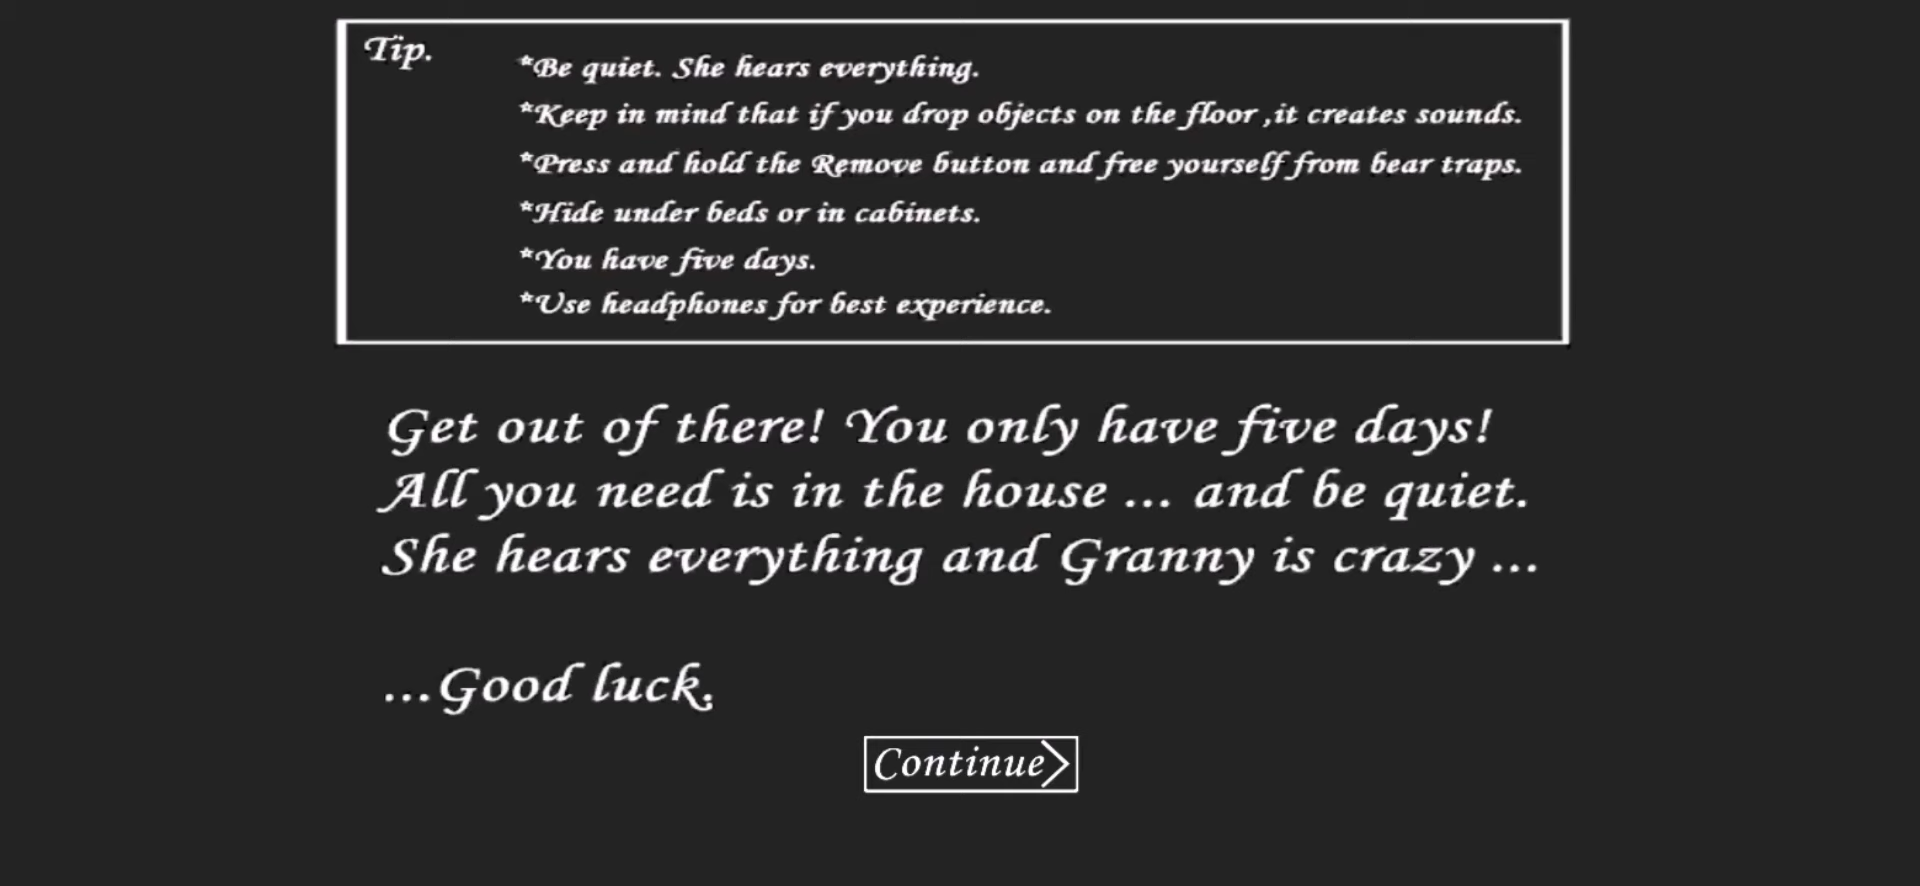 Tip.
*Be quiet. She hears everything.
*Keep in mind that if you drop objects on the floor ,it creates sounds.
*Press and hold the Remove button and free yourself from bear traps.
*Hide under beds or in cabinets.
*You have five days.
*Use headphones for best experience.
Get out of there! You only have five days!
All you need is in the house ... and be quiet.
She hears everything and Granny is crazy ...
...Good luck.
Continue>